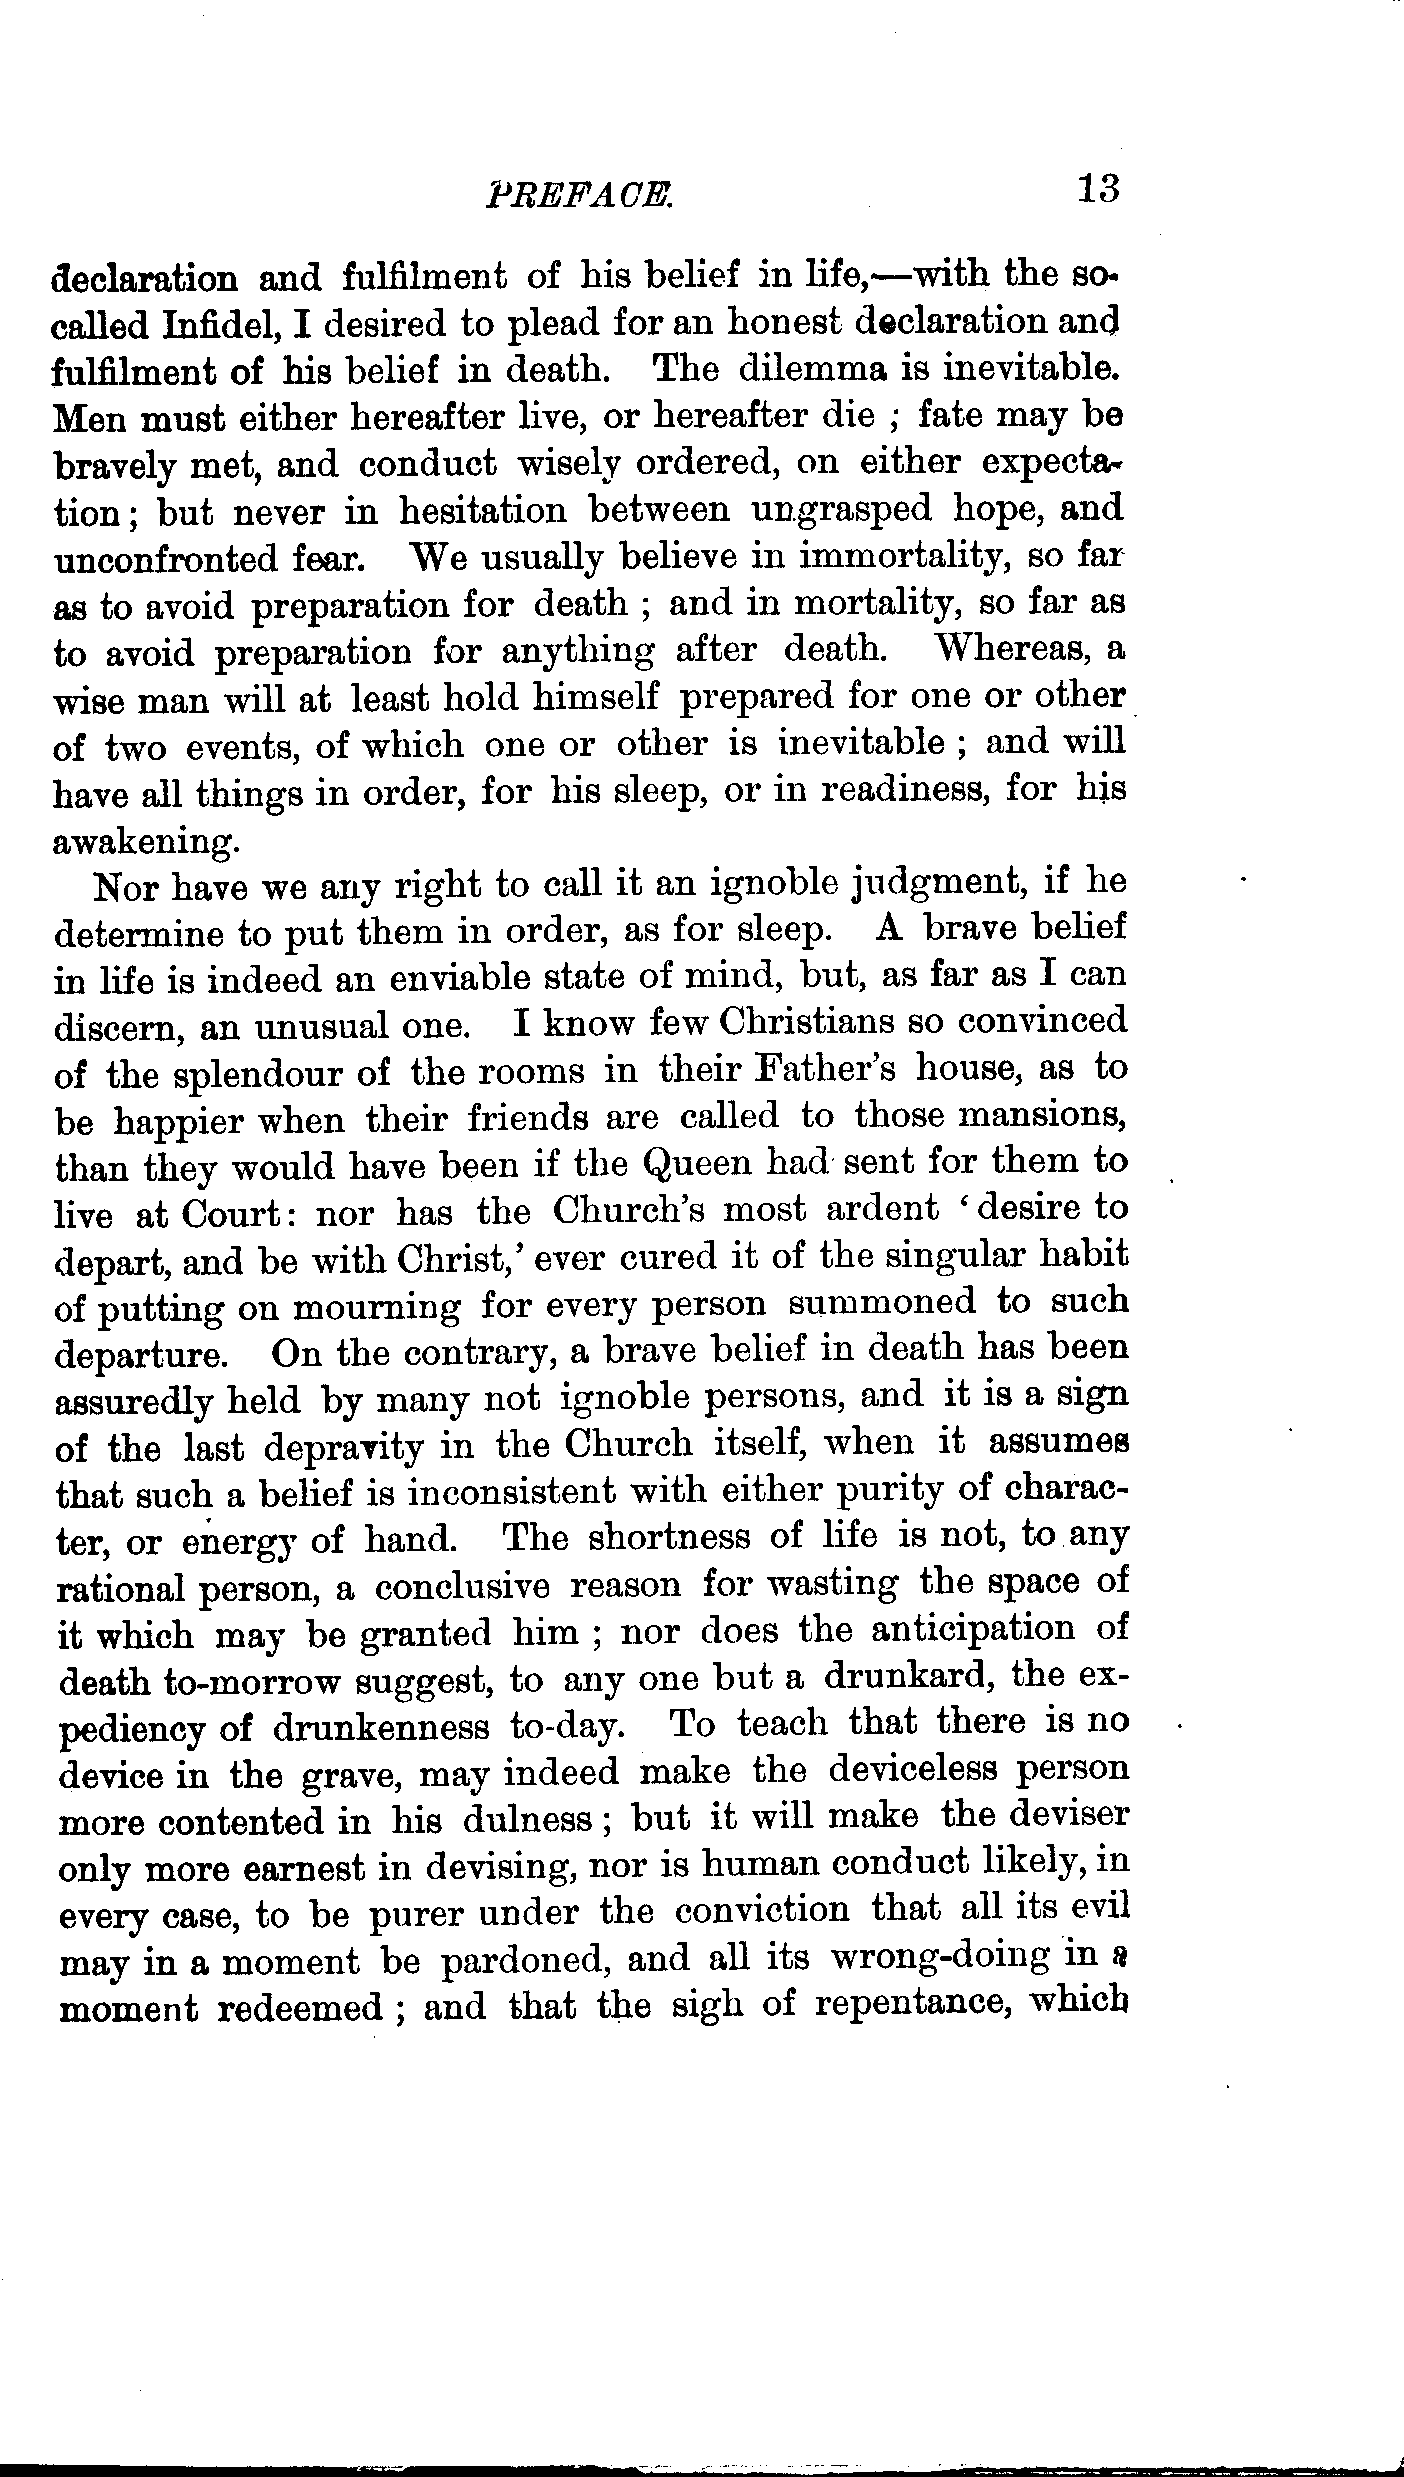 PREFACE. 13
declaration and fulfilment of his belief in life,—with the so-
called Infidel, I desired to plead for an honest declaration and
fulfilment of his belief in death. The dilemma is inevitable.
Men must either hereafter live, or hereafter die ; fate may be
bravely met, and conduct wisely ordered, on either expecta-
tion ; but never in hesitation between ungrasped hope, and
unconfronted fear. We usually believe in immortality, so far
as to avoid preparation for death ; and in mortality, so far as
to avoid preparation for anything after death. Whereas, a
wise man will at least hold himself prepared for one or other
of two events, of which one or other is inevitable ; and will
have all things in order, for his sleep, or in readiness, for his
awakening.
Nor have we any right to call it an ignoble judgment, if he
determine to put them in order, as for sleep. A brave belief
in life is indeed an enviable state of mind, but, as far as I can
discern, an unusual one. I know few Christians so convinced
of the splendour of the rooms in their Father's house, as to
be happier when their friends are called to those mansions,
than they would have been if the Queen had sent for them to
live at Court: nor has the Church's most ardent ‘desire to
depart, and be with Christ,’ ever cured it of the singular habit
of putting on mourning for every person summoned to such
departure. On the contrary, a brave belief in death has been
assuredly held by many not ignoble persons, and it is a sign
of the last depravity in the Church itself, when it assumes
that such a belief is inconsistent with either purity of charac-
ter, or energy of hand. The shortness of life is not, to any
rational person, a conclusive reason for wasting the space of
it which may be granted him ; nor does the anticipation of
death to-morrow suggest, to any one but a drunkard, the ex-
pediency of drunkenness to-day. To teach that there is no
device in the grave, may indeed make the deviceless person
more contented in his dulness ; but it will make the deviser
only more earnest in devising, nor is human conduct likely, in
every case, to be purer under the conviction that all its evil
may in a moment be pardoned, and all its wrong-doing in a
moment redeemed ; and that the sigh of repentance, which